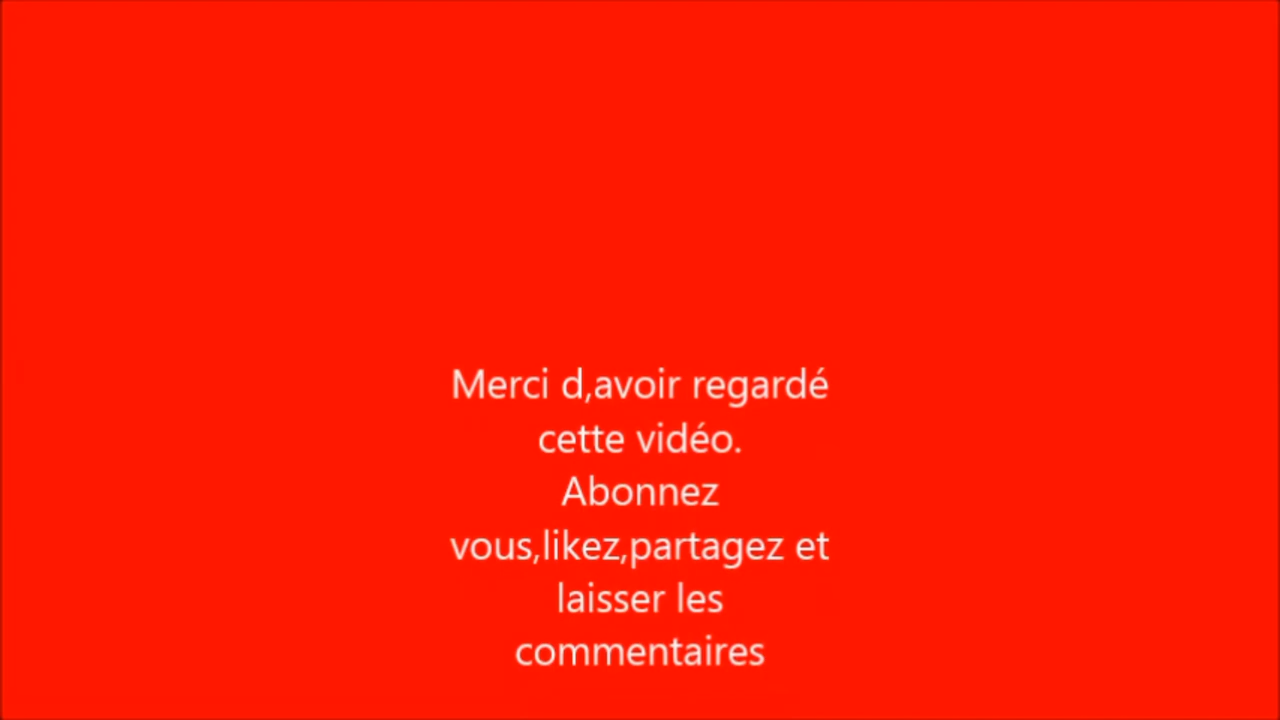 Merci d,avoir regardé
cette vidéo.
Abonnez
vous,likez,partagez et
laisser les
commentaires